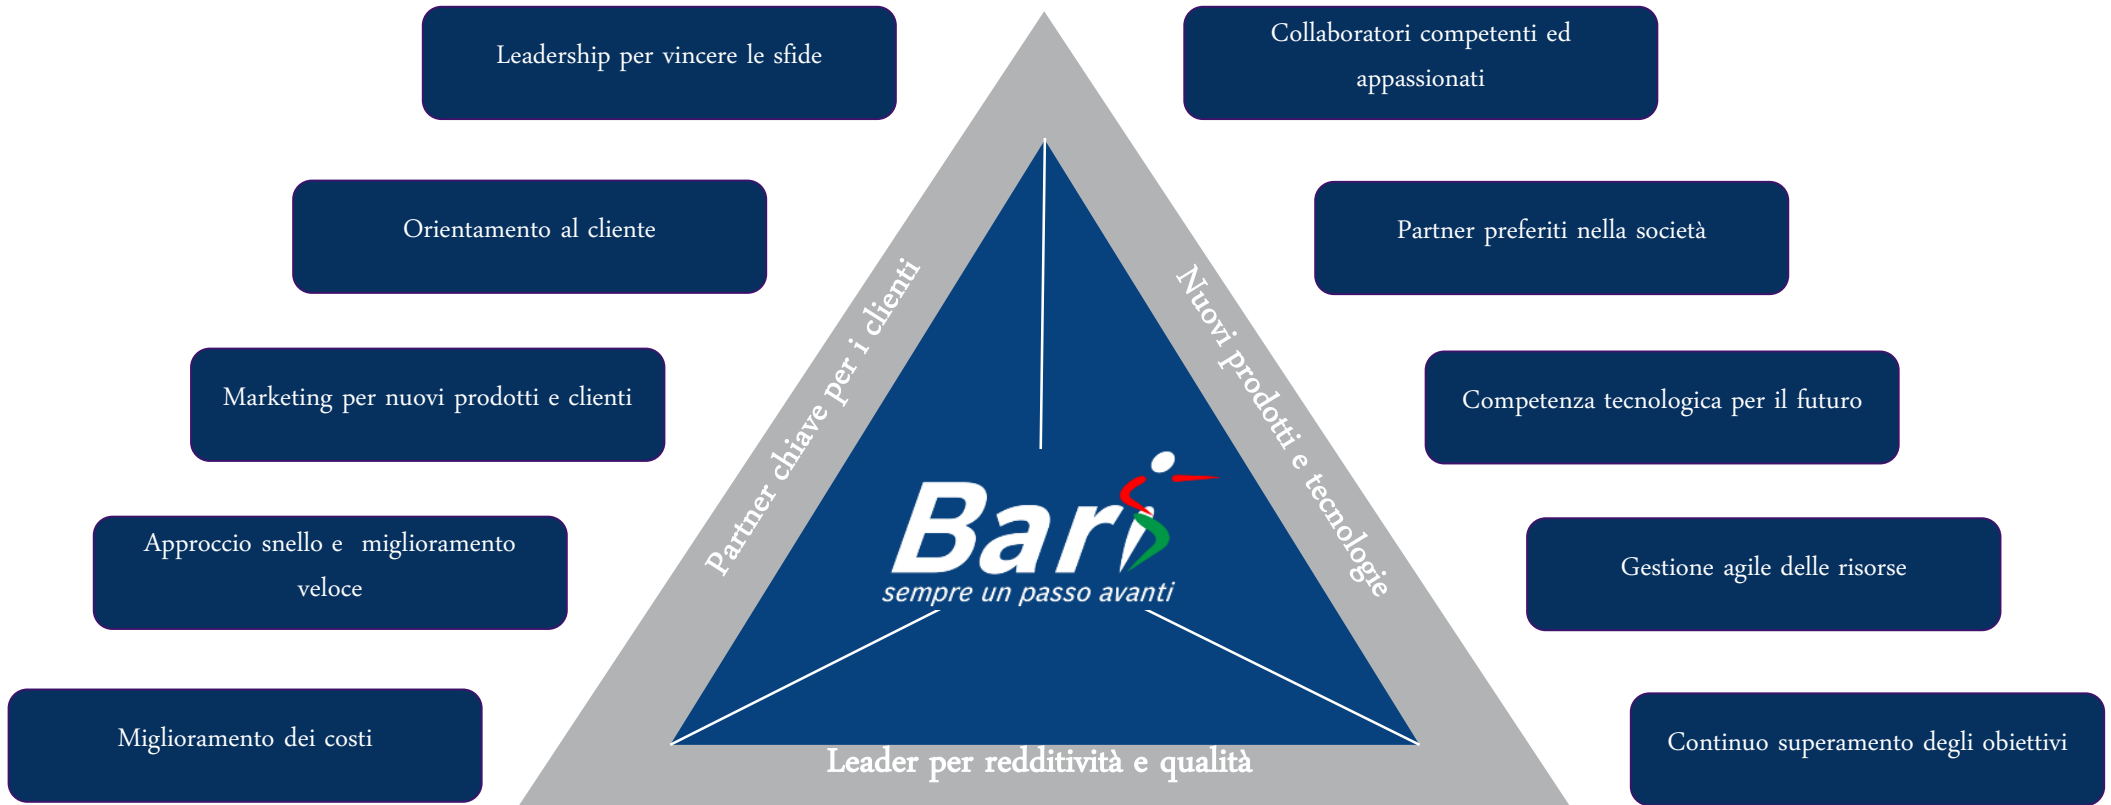 Leadership per vincere le sfide
Collaboratori competenti ed
appassionati
Orientamento al cliente
Partner preferiti nella società
Marketing per nuovi prodotti e clienti
Competenza tecnologica per il futuro
Approccio snello e miglioramento
veloce
Gestione agile delle risorse
Miglioramento dei costi
Continuo superamento degli obiettivi
Partner chiave per i clienti
Nuovi prodotti e tecnologie
Bari
sempre un passo avanti
Leader per redditività e qualità